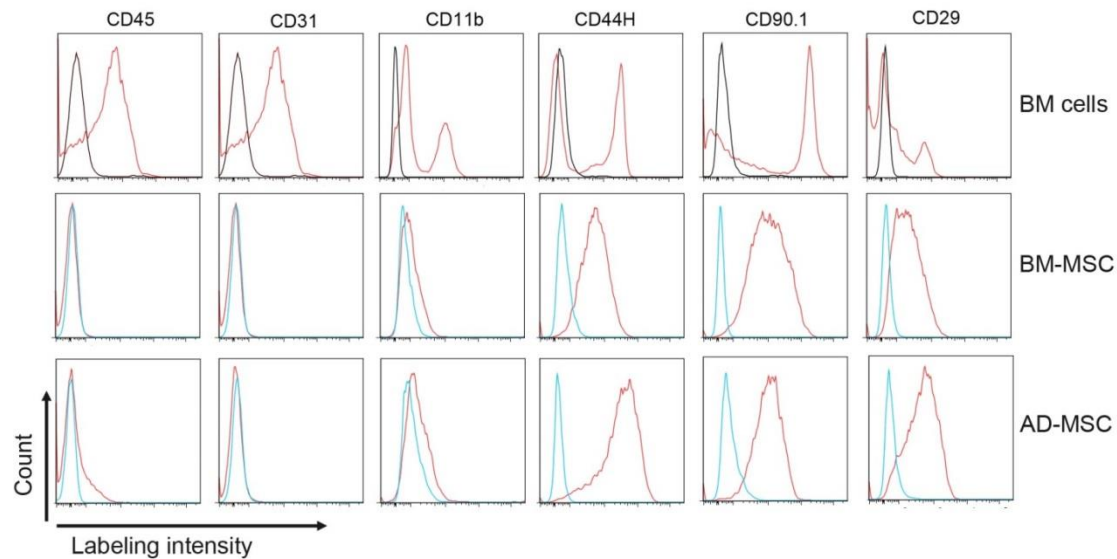 CD45 CD31 CD11b CD44H CD90.1 CD29
BM cells
BM-MSC
AD-MSC
Count
Labeling intensity